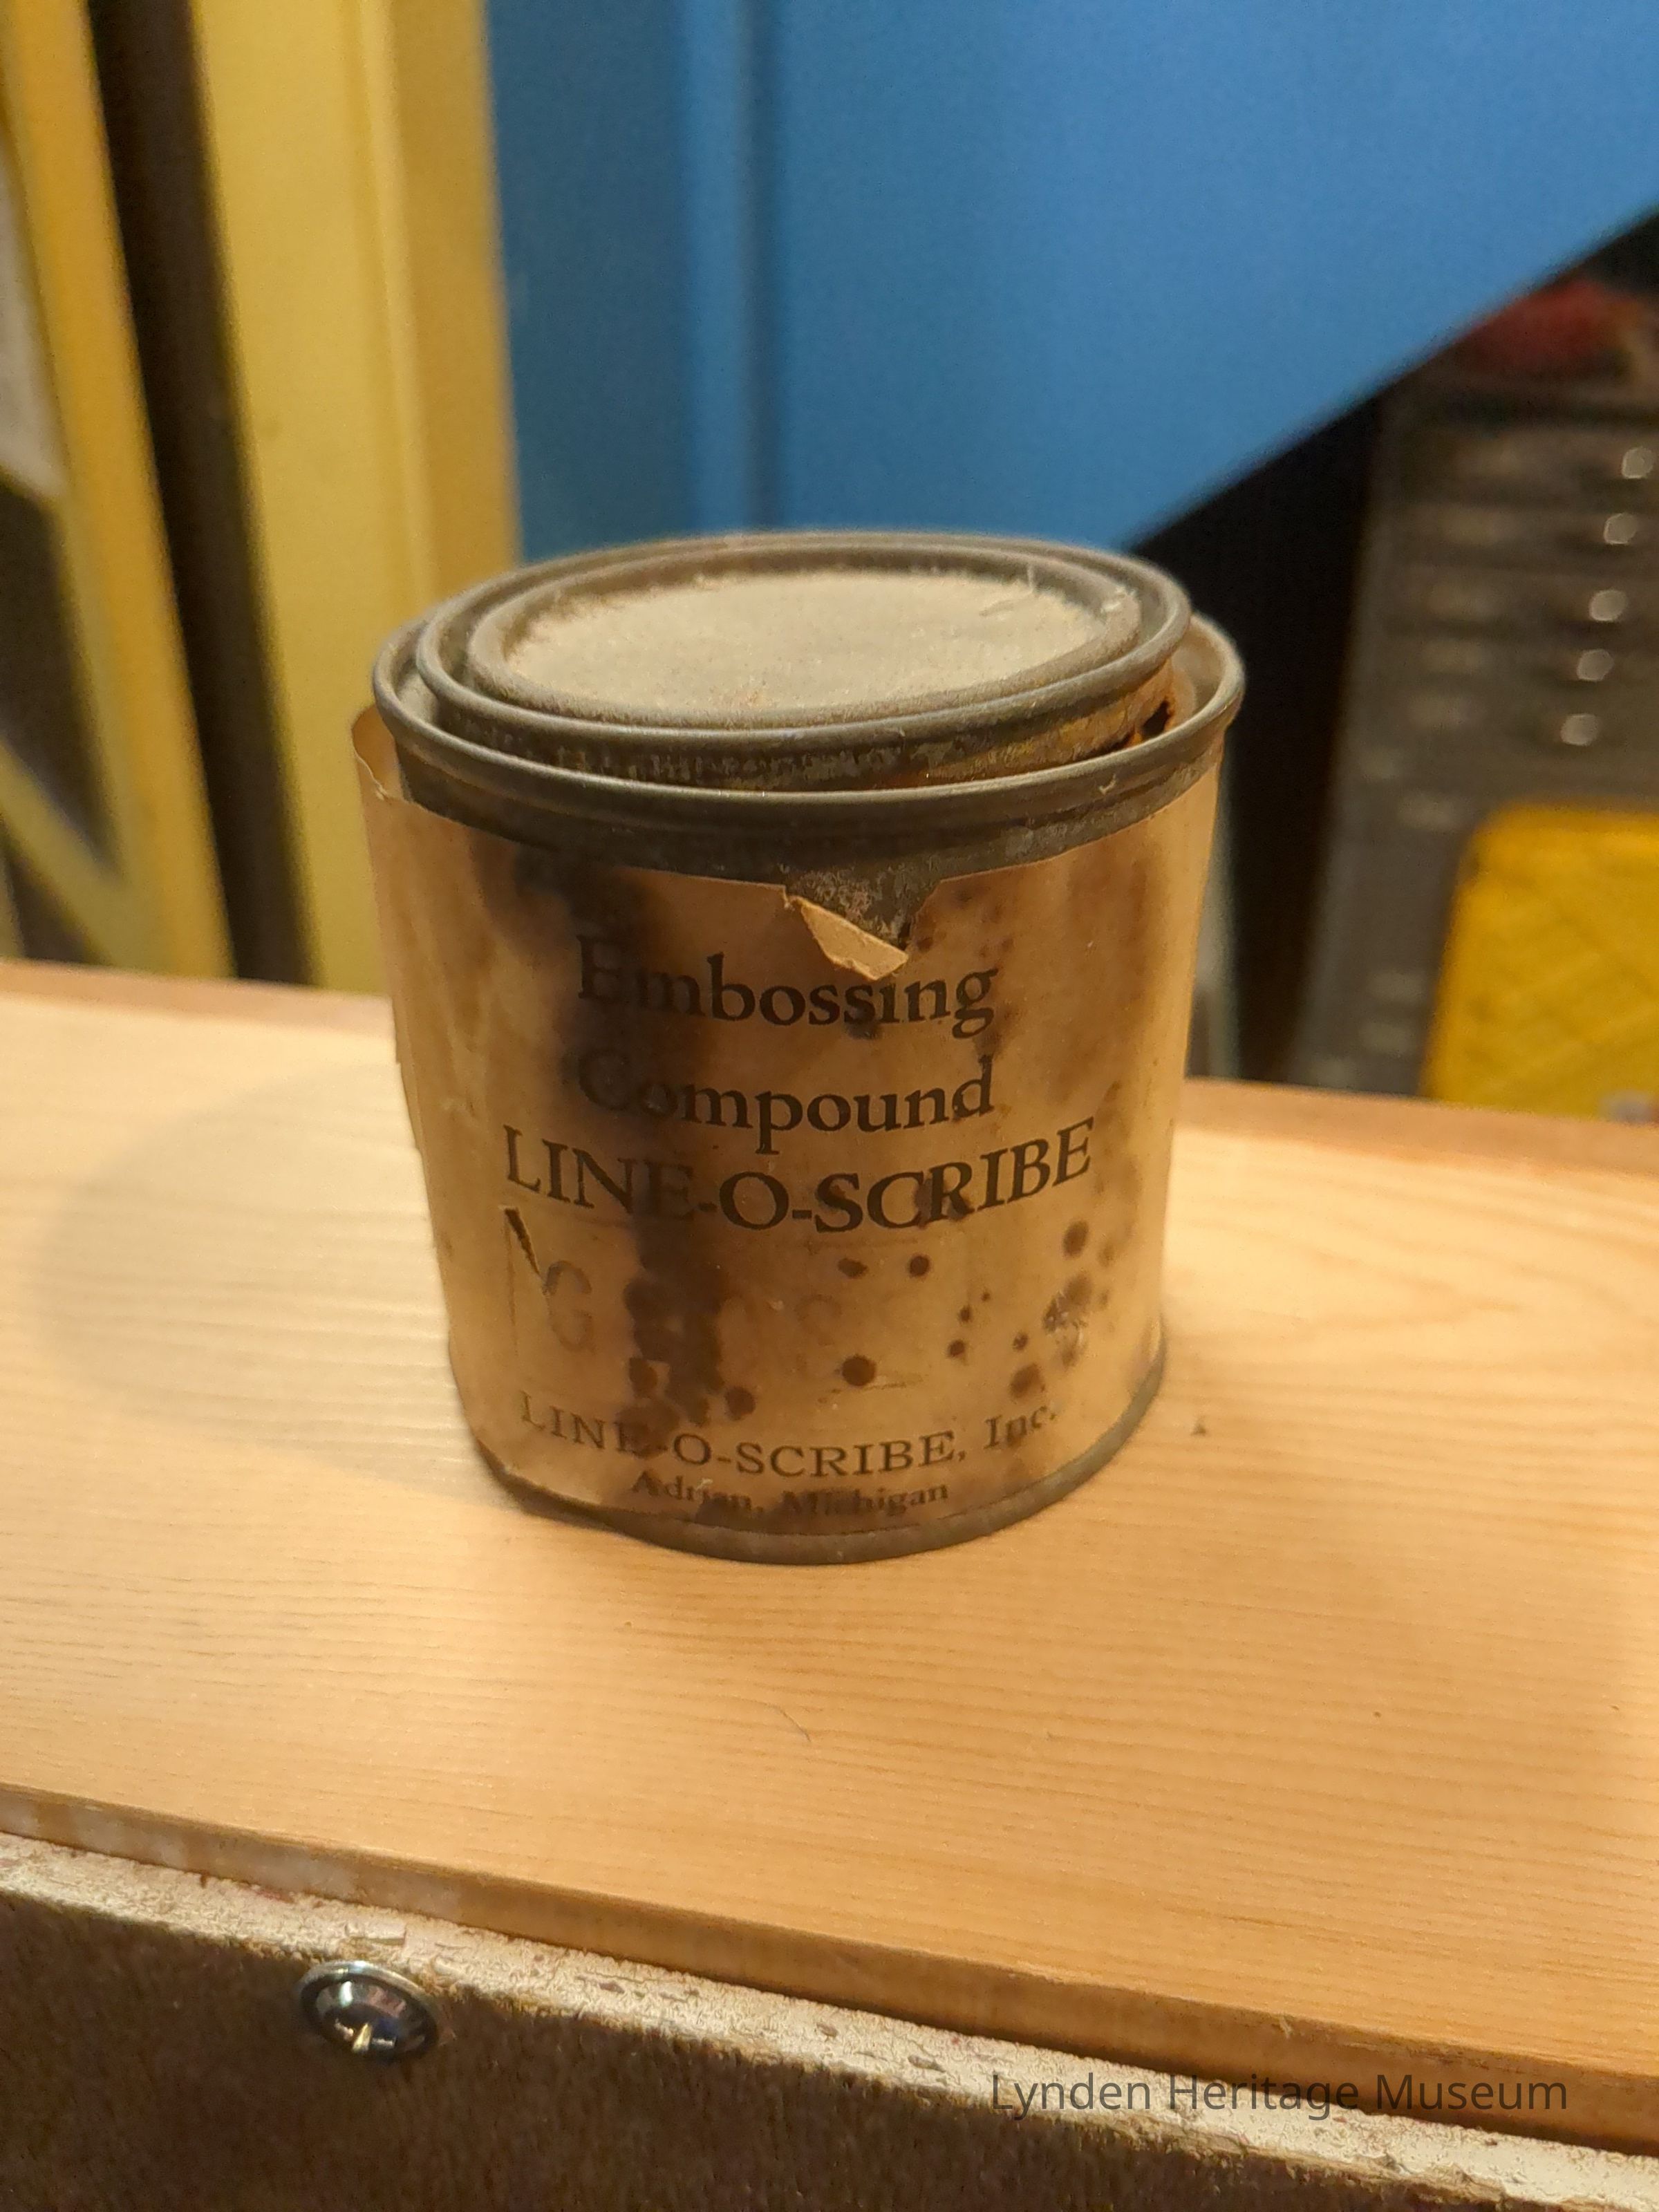 Embossing
Compound
LINE-O-SCRIBE
LINE-O-SCRIBE, Inc.
Adrian, Michigan
Lynden Heritage Museum